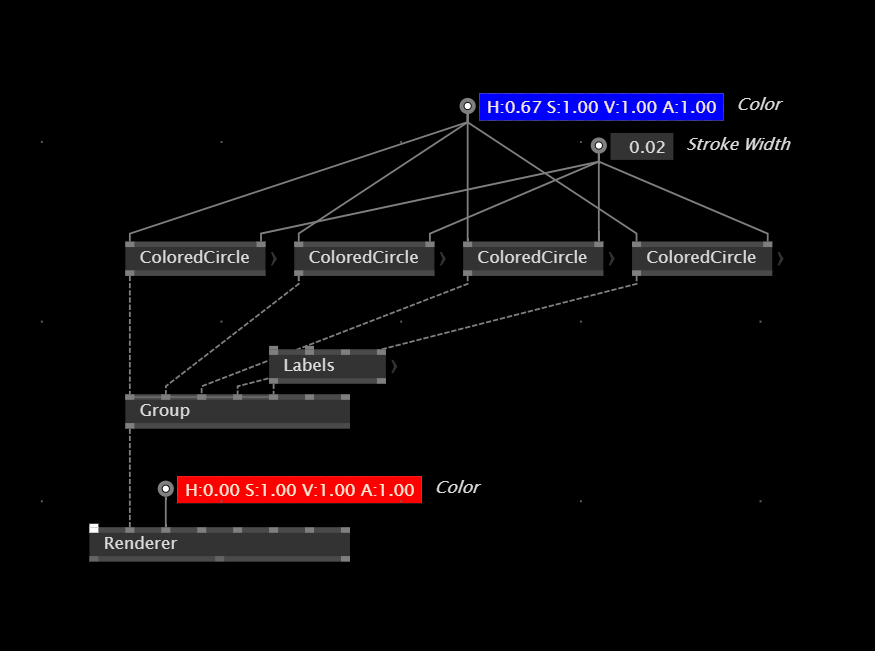 H:0.67 S:1.00 V:1.00 A:1.00 Color
0.02 Stroke Width
ColoredCircle ColoredCircle ColoredCircle ColoredCircle
Labels
Group
H:0.00 S:1.00 V:1.00 A:1.00 Color
Renderer